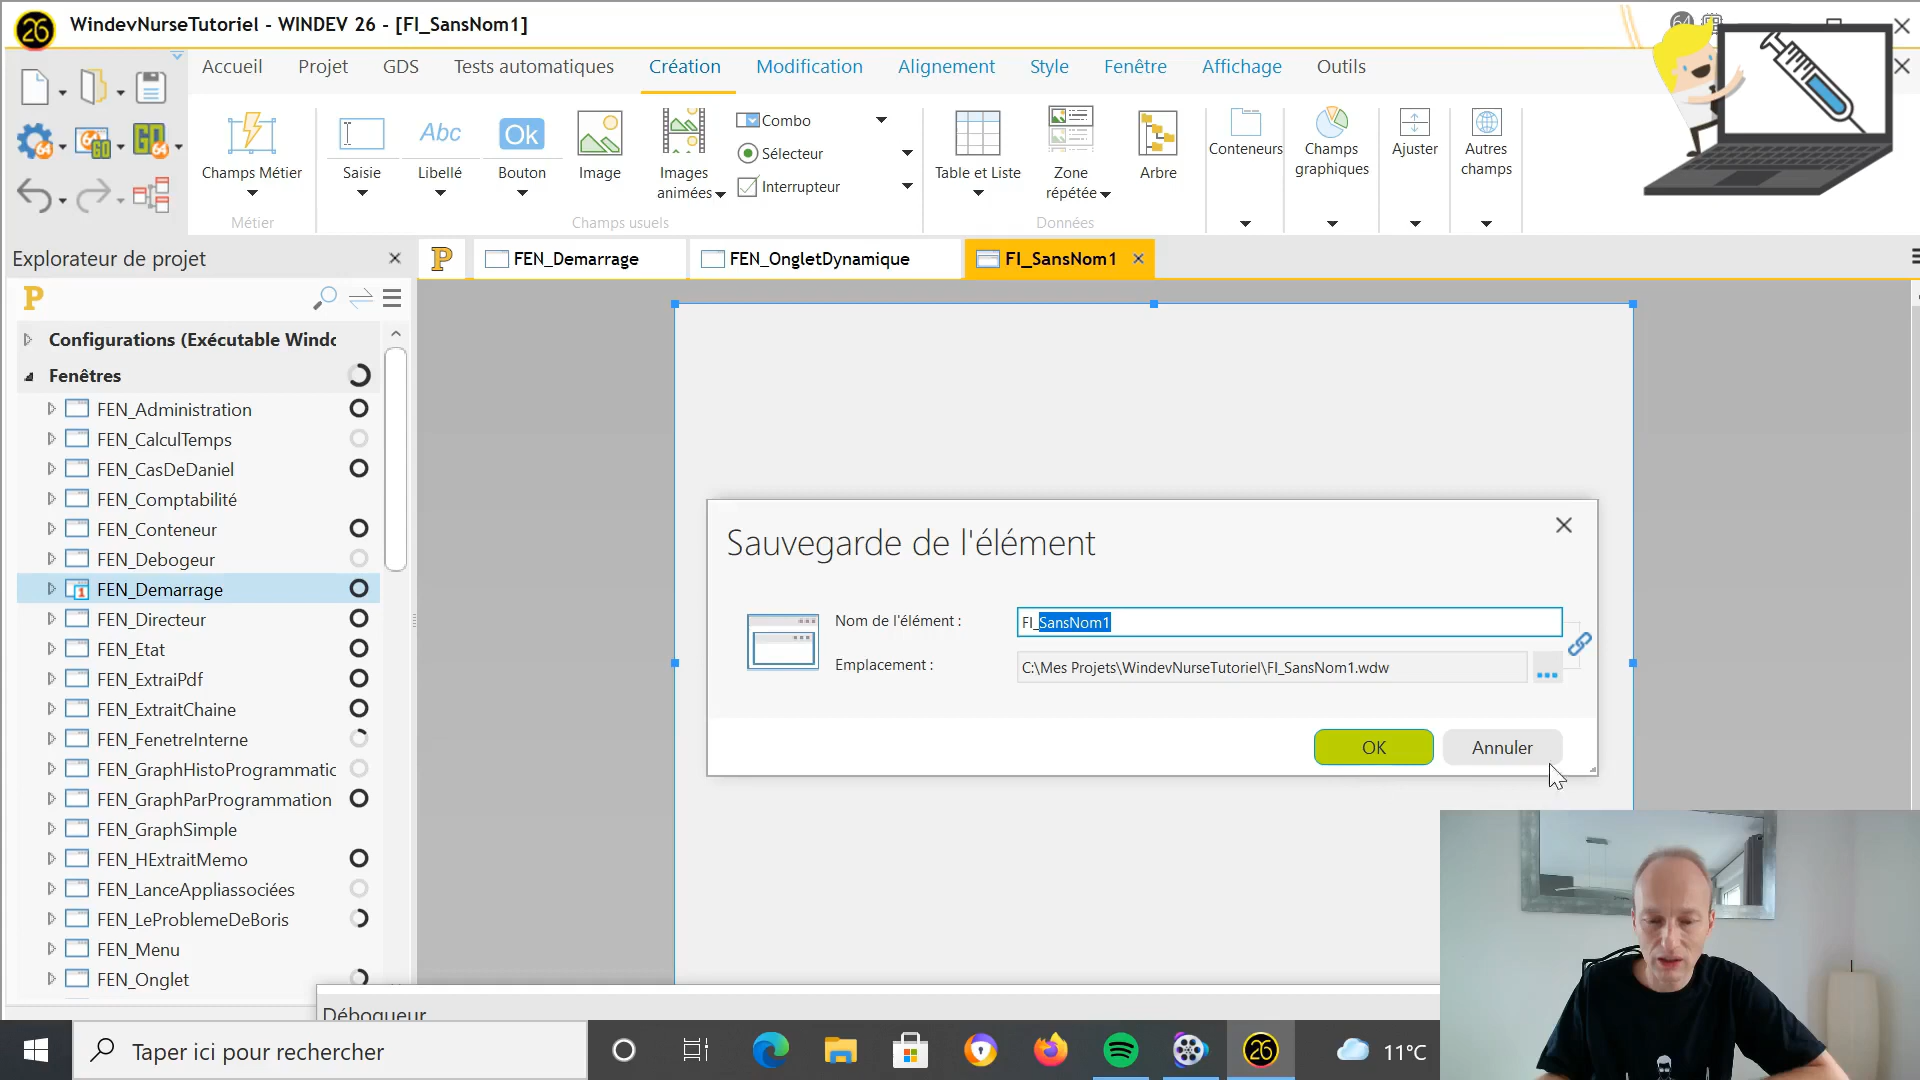 26 WindevNurseTutoriel - WINDEV 26 - [FI_SansNom1]
Accueil Projet GDS Tests automatiques Création Modification Alignement Style Fenêtre Affichage Outils
Champs Métier
Métier
Saisie
Abc
Libellé
Ok
Bouton
Image
Images animées
Combo
Sélecteur
Interrupteur
Champs usuels
Table et Liste
Zone répétée
Arbre
Données
Conteneurs
Champs graphiques
Ajuster
Autres champs
Explorateur de projet
FEN_Demarrage
FEN_OngletDynamique
FI_SansNom1
Configurations (Exécutable Windo
Fenêtres
FEN_Administration
FEN_CalculTemps
FEN_CasDeDaniel
FEN_Comptabilité
FEN_Conteneur
FEN_Debogeur
FEN_Demarrage
FEN_Directeur
FEN_Etat
FEN_ExtraiPdf
FEN_ExtraitChaine
FEN_FenetreInterne
FEN_GraphHistoProgrammatic
FEN_GraphParProgrammation
FEN_GraphSimple
FEN_HExtraitMemo
FEN_LanceAppliassociées
FEN_LeProblemeDeBoris
FEN_Menu
FEN_Onglet
Sauvegarde de l'élément
Nom de l'élément : FI_SansNom1
Emplacement : C:\Mes Projets\WindevNurseTutoriel\FI_SansNom1.wdw
OK Annuler
Débogueur
Taper ici pour rechercher
26
11°C